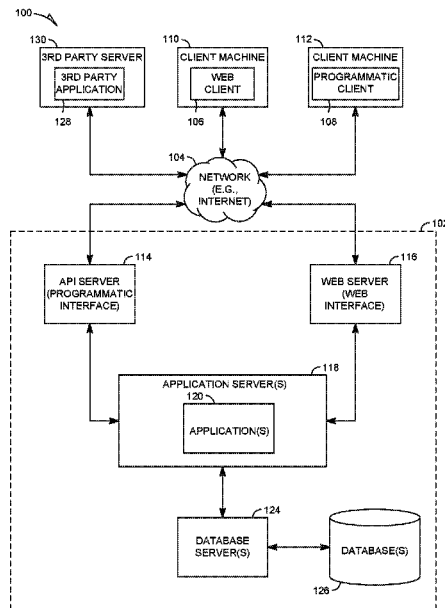 100
130
3RD PARTY SERVER
3RD PARTY
APPLICATION
128
110
CLIENT MACHINE
WEB
CLIENT
106
112
CLIENT MACHINE
PROGRAMMATIC
CLIENT
108
104
NETWORK
(E.G.,
INTERNET)
102
114
API SERVER
(PROGRAMMATIC
INTERFACE)
116
WEB SERVER
(WEB
INTERFACE)
118
APPLICATION SERVER(S)
120
APPLICATION(S)
124
DATABASE
SERVER(S)
DATABASE(S)
126